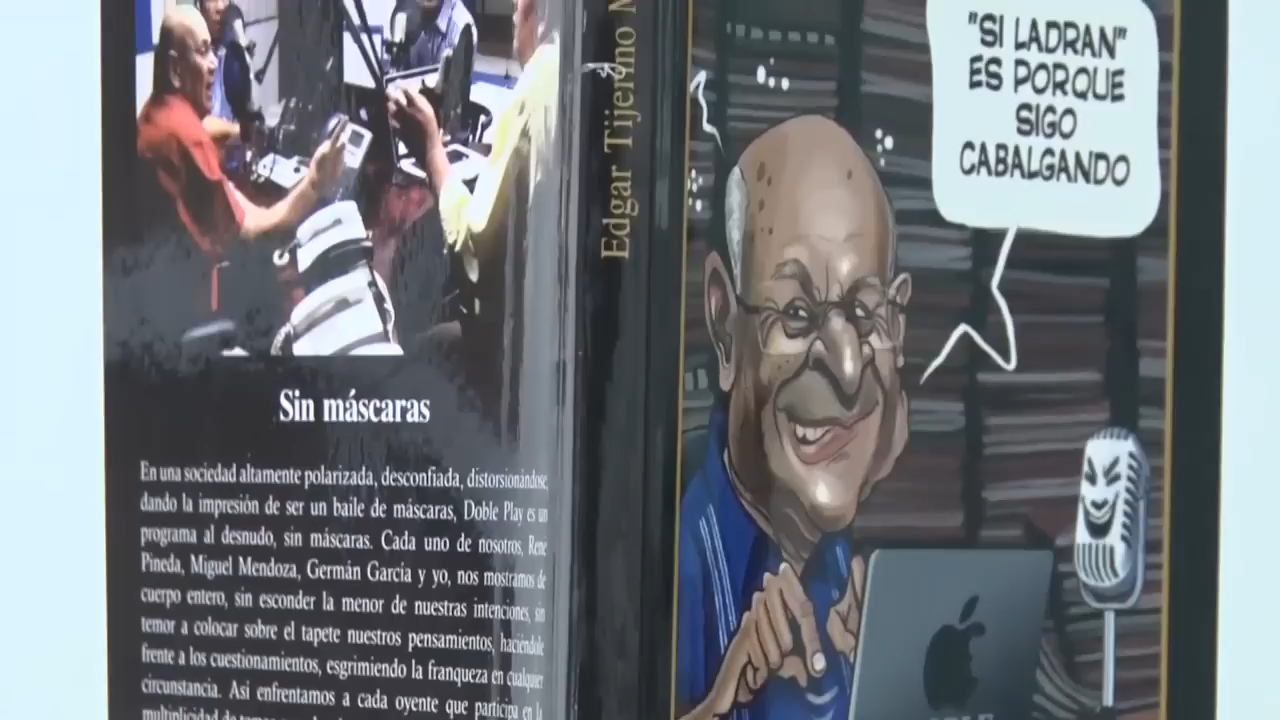 Sin máscaras
En una sociedad altamente polarizada, desconfiada, distorsionándose,
dando la impresión de ser un baile de máscaras, Doble Play es un
programa al desnudo, sin máscaras. Cada uno de nosotros, René
Pineda, Miguel Mendoza, Germán García y yo, nos mostramos de
cuerpo entero, sin esconder la menor de nuestras intenciones, sin
temor a colocar sobre el tapete nuestros pensamientos, haciéndole
frente a los cuestionamientos, esgrimiendo la franqueza en cualquier
circunstancia. Así enfrentamos a cada oyente que participa en la
multiplicidad de
Edgar Tijerino M
"SI LADRAN"
ES PORQUE
SIGO
CABALGANDO